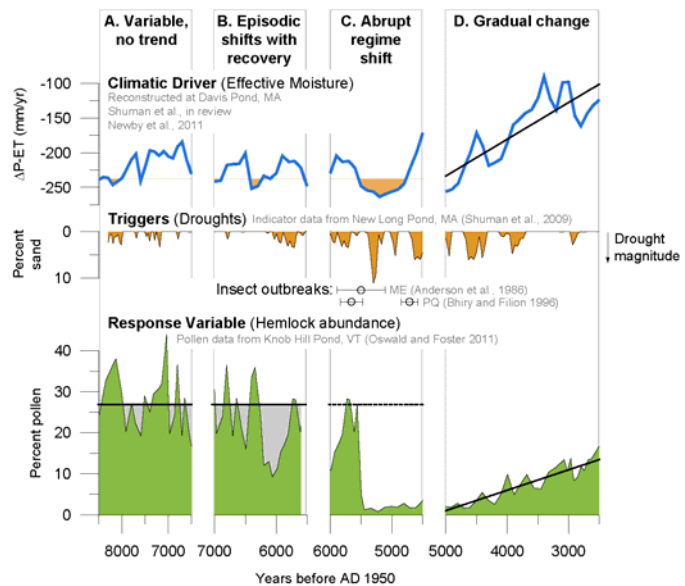 A. Variable,
no trend
B. Episodic
shifts with
recovery
C. Abrupt
regime
shift
D. Gradual change
Climatic Driver (Effective Moisture)
Reconstructed at Davis Pond, MA
Shuman et al., in review
Newby et al., 2011
ΔP-ET (mm/yr)
-100
-150
-200
-250
Triggers (Droughts) Indicator data from New Long Pond, MA (Shuman et al., 2009)
Percent
sand
0
10
Drought
magnitude
Insect outbreaks:
ME (Anderson et al., 1986)
PQ (Bhiry and Filion 1996)
Response Variable (Hemlock abundance)
Pollen data from Knob Hill Pond, VT (Oswald and Foster 2011)
Percent pollen
40
30
20
10
0
8000 7000 7000 6000 6000 5000 5000 4000 3000
Years before AD 1950